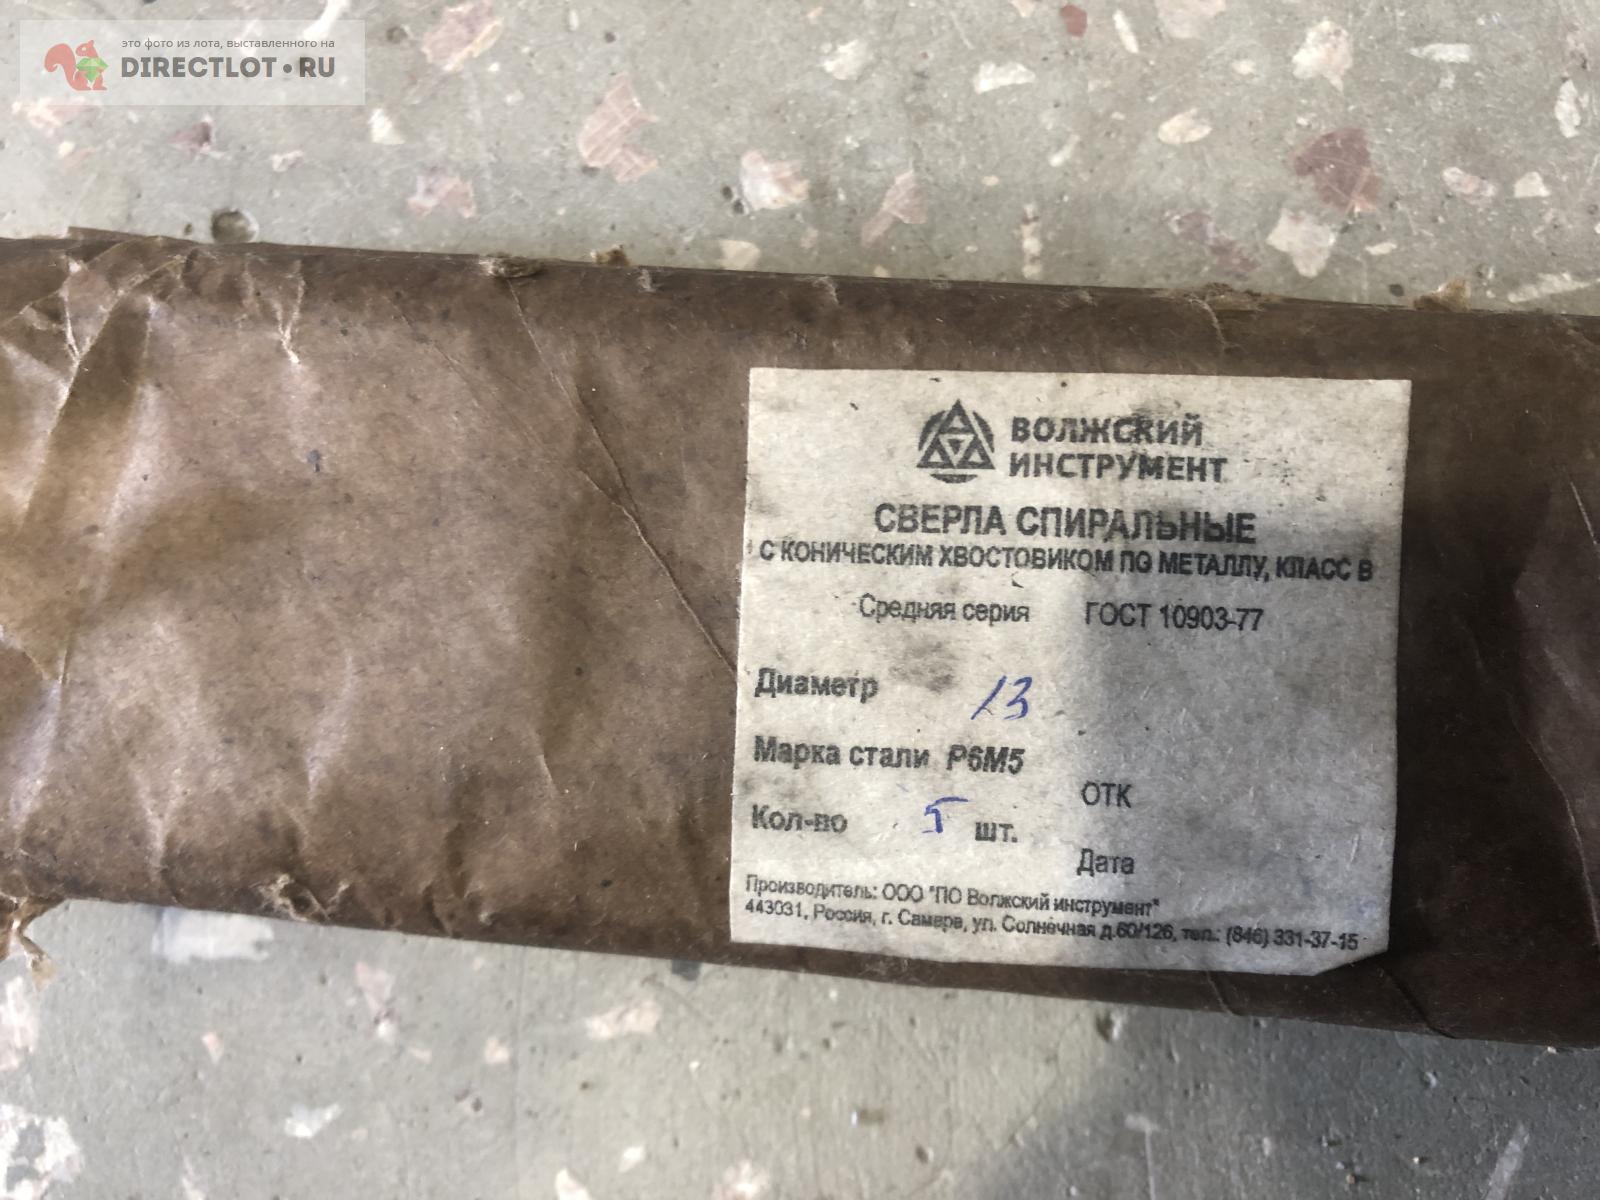 это фото из лота, выставленного на
DIRECTLOT.RU
ВОЛЖСКИЙ
ИНСТРУМЕНТ
СВЕРЛА СПИРАЛЬНЫЕ
С КОНИЧЕСКИМ ХВОСТОВИКОМ ПО МЕТАЛЛУ, КЛАСС В
Средняя серия ГОСТ 10903-77
Диаметр 13
Марка стали Р6М5
ОТК
Кол-во 5 шт.
Дата
Производитель: ООО "ПО Волжский инструмент"
443031, Россия, г. Самара, ул. Солнечная д.60/126, тел.: (846) 331-37-15